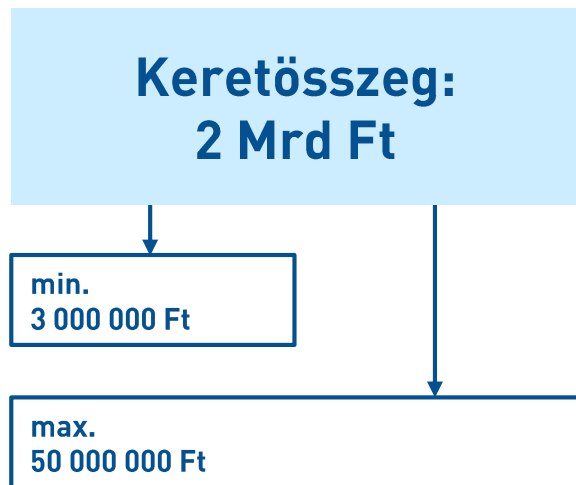 Keretösszeg:
2 Mrd Ft
min.
3 000 000 Ft
max.
50 000 000 Ft